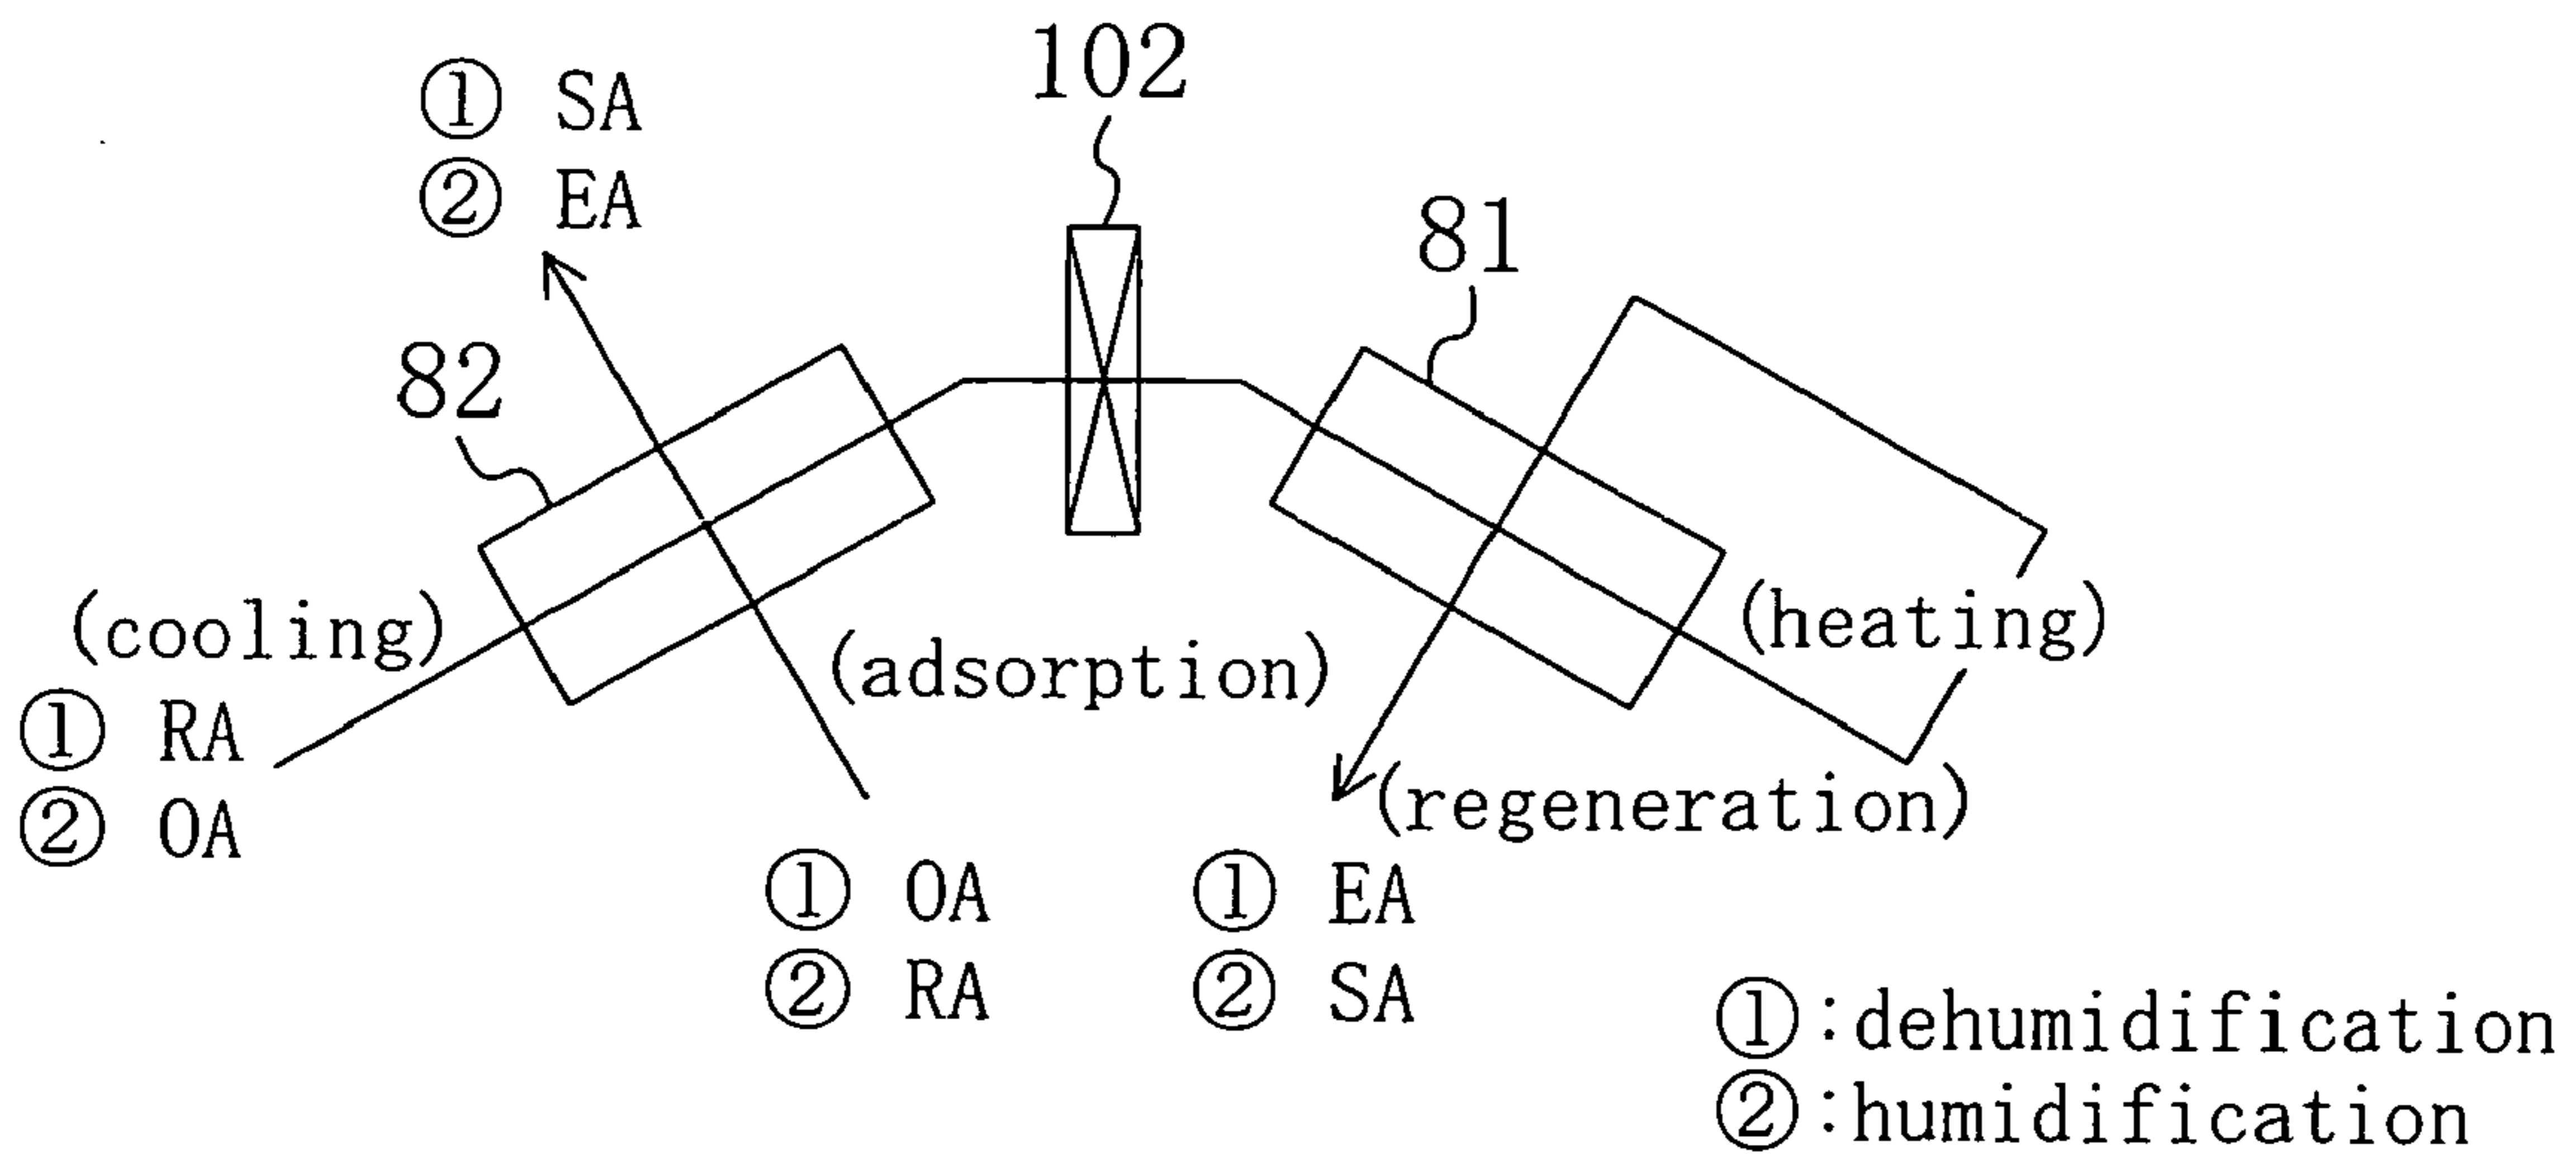 ① SA
② EA
102
81
82
(cooling)
(heating)
(adsorption)
① RA
② OA
(regeneration)
① OA
② RA
① EA
② SA
①:dehumidification
②:humidification